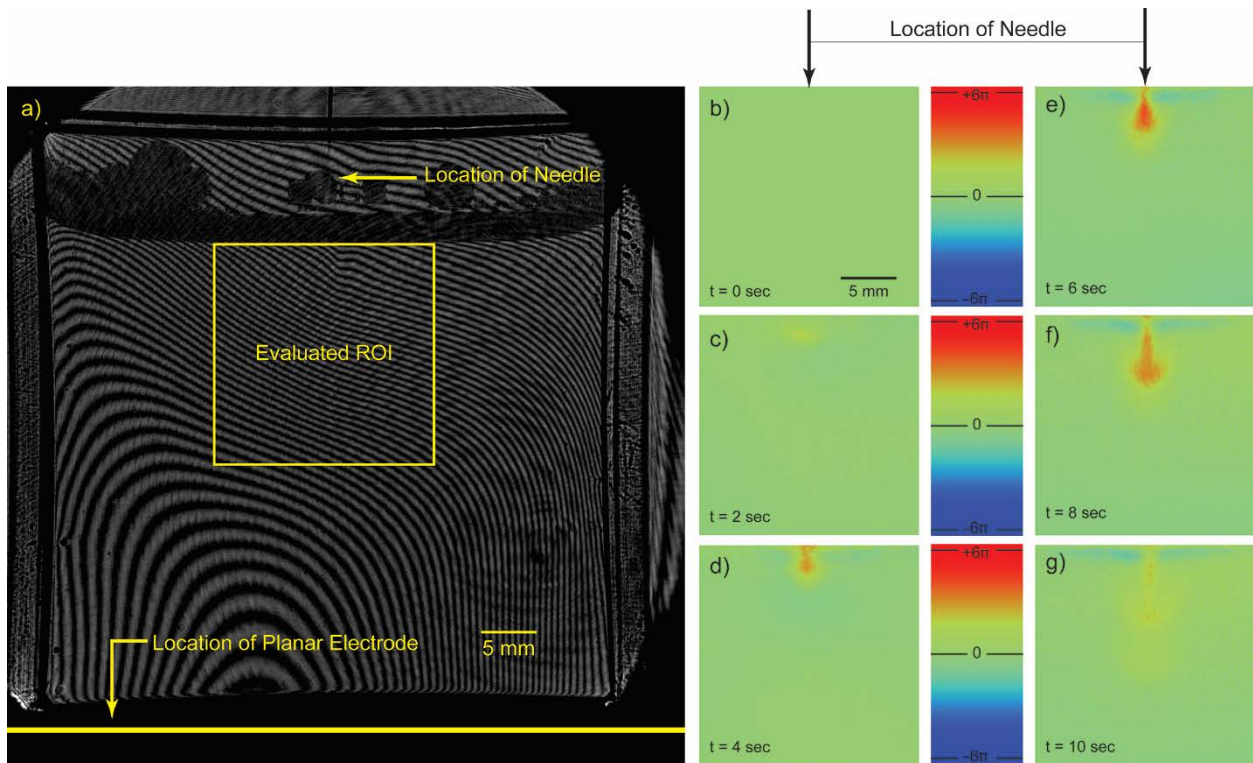 Location of Needle
a)
Location of Needle
Evaluated ROI
Location of Planar Electrode
5 mm
b)
t = 0 sec
5 mm
+6π
0
−6π
e)
t = 6 sec
c)
t = 2 sec
+6π
0
−6π
f)
t = 8 sec
d)
t = 4 sec
+6π
0
−6π
g)
t = 10 sec